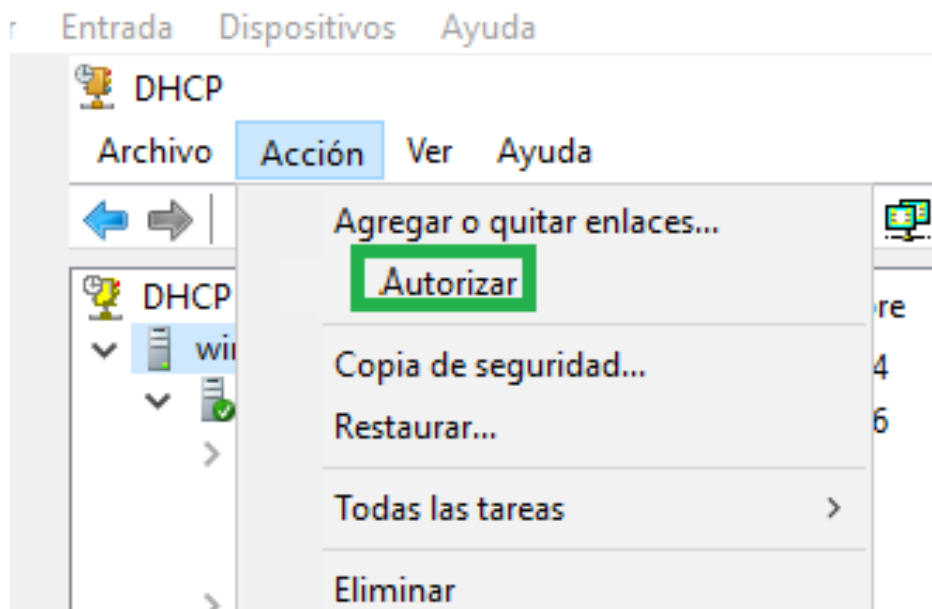 Entrada Dispositivos Ayuda
DHCP
Archivo Acción Ver Ayuda
Agregar o quitar enlaces...
Autorizar
DHCP
Copia de seguridad...
Restaurar...
Todas las tareas
Eliminar